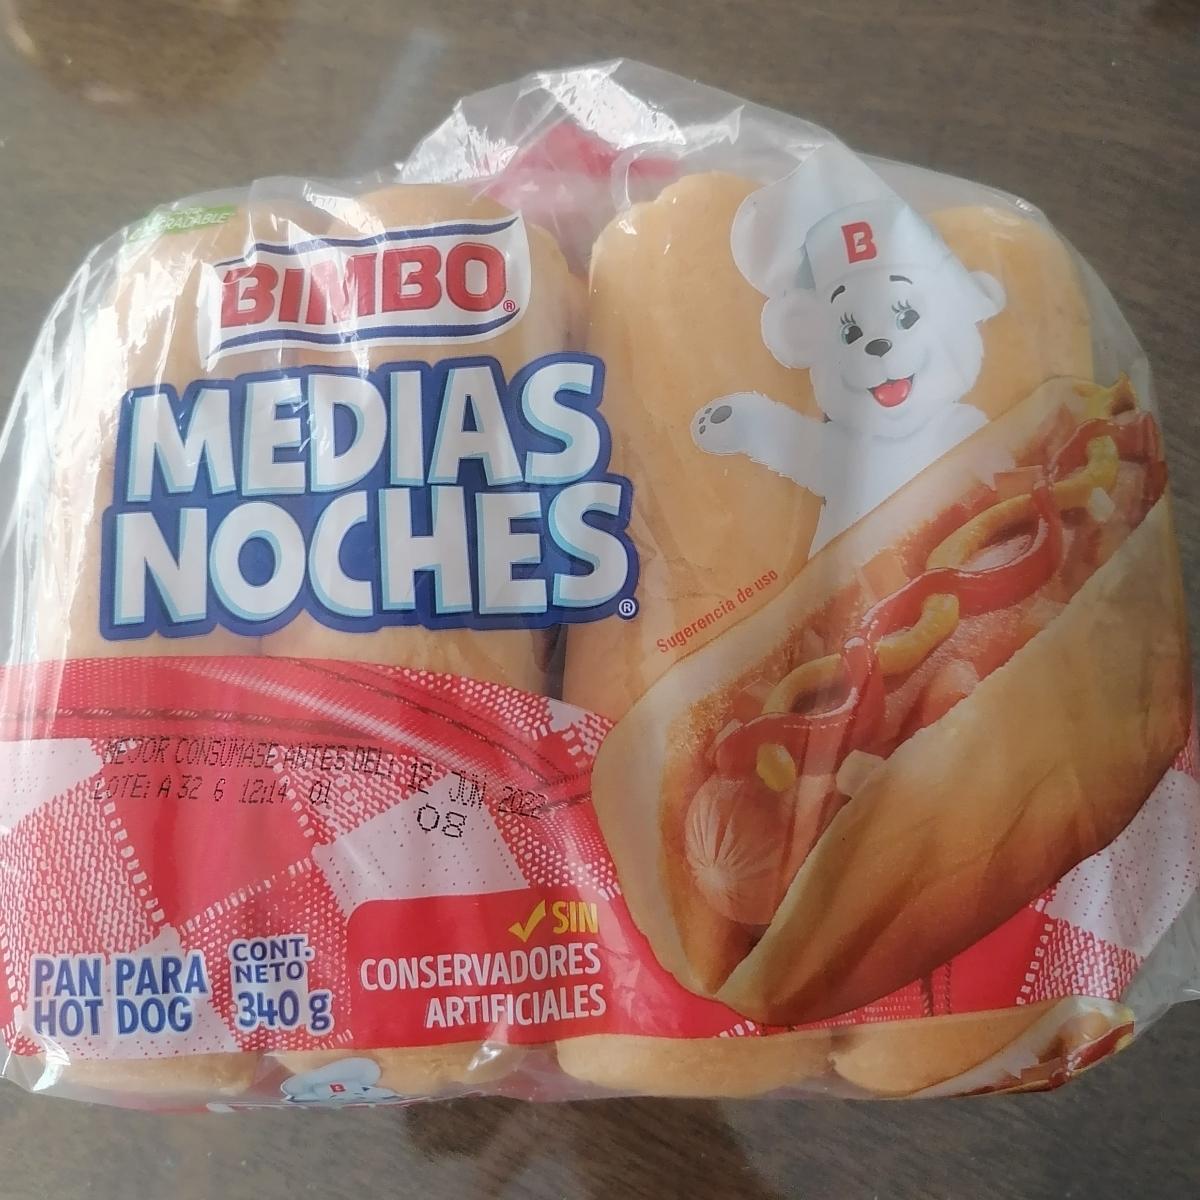 BIMBO®
B
MEDIAS
NOCHES®
Sugerencia de uso
MEJOR CONSUMASE ANTES DEL: 12 JUN 2022
LOTE: A 32 6 12:14 01
08
✓SIN
CONSERVADORES
ARTIFICIALES
PAN PARA
HOT DOG
CONT.
NETO
340 g
B